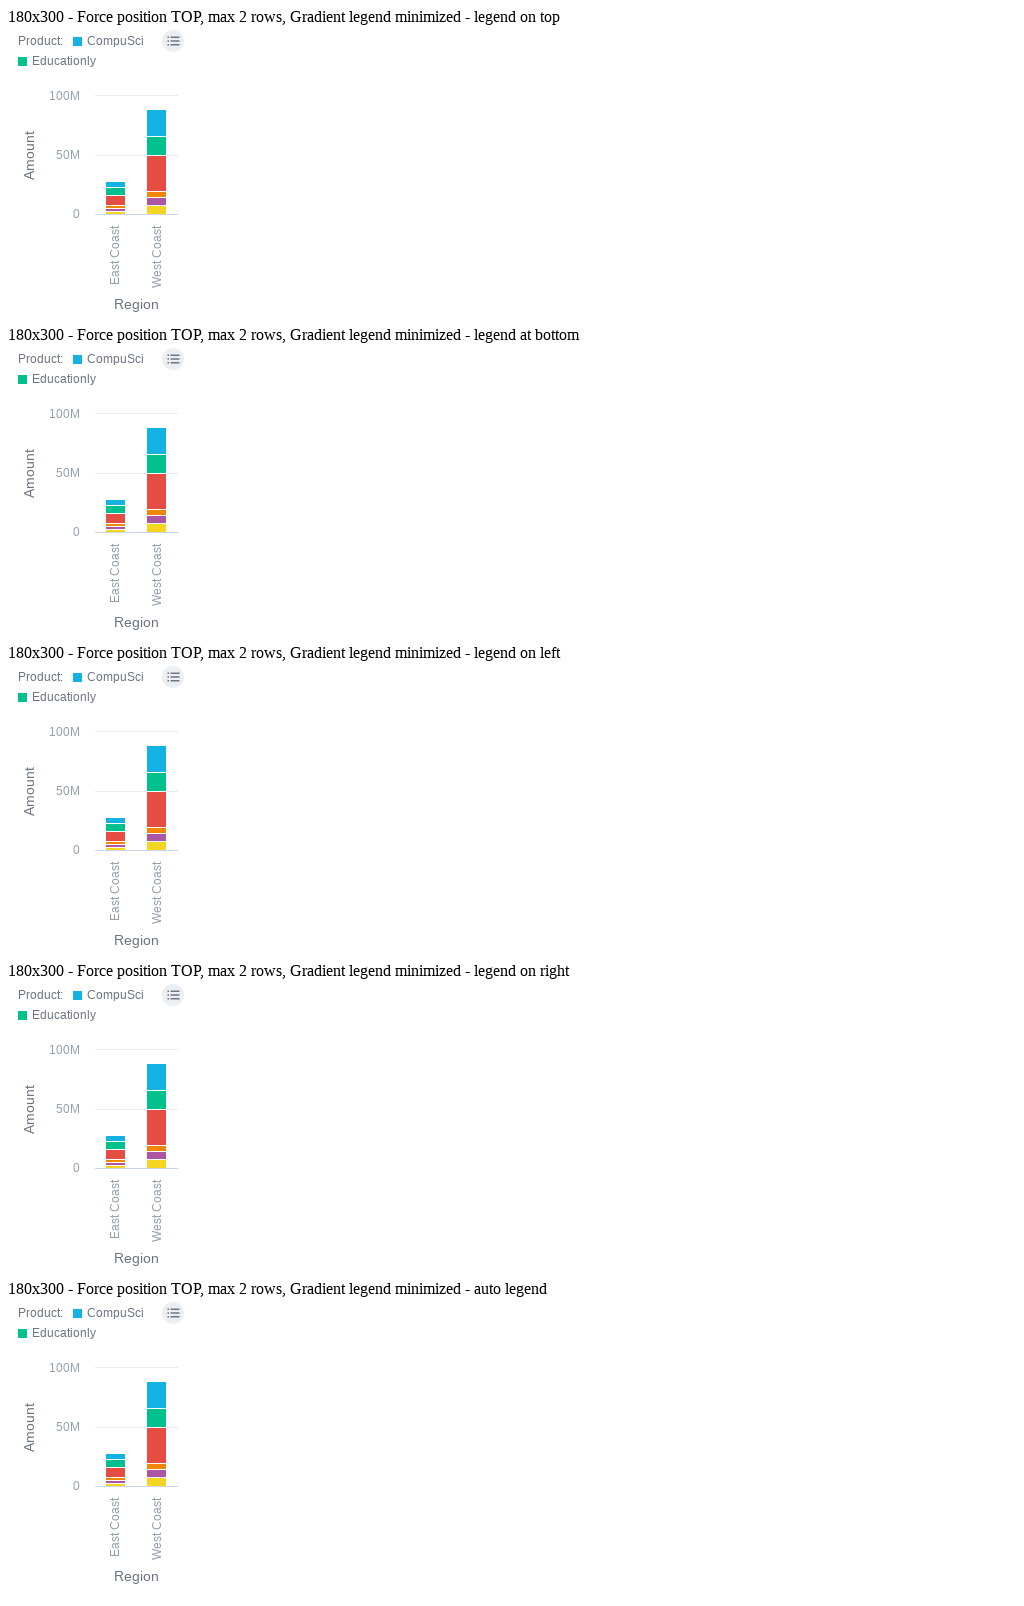 180x300 - Force position TOP, max 2 rows, Gradient legend minimized - legend on top
Product: CompuSci
Educationly
100M
50M
0
Amount
East Coast
West Coast
Region
180x300 - Force position TOP, max 2 rows, Gradient legend minimized - legend at bottom
Product: CompuSci
Educationly
100M
50M
0
Amount
East Coast
West Coast
Region
180x300 - Force position TOP, max 2 rows, Gradient legend minimized - legend on left
Product: CompuSci
Educationly
100M
50M
0
Amount
East Coast
West Coast
Region
180x300 - Force position TOP, max 2 rows, Gradient legend minimized - legend on right
Product: CompuSci
Educationly
100M
50M
0
Amount
East Coast
West Coast
Region
180x300 - Force position TOP, max 2 rows, Gradient legend minimized - auto legend
Product: CompuSci
Educationly
100M
50M
0
Amount
East Coast
West Coast
Region